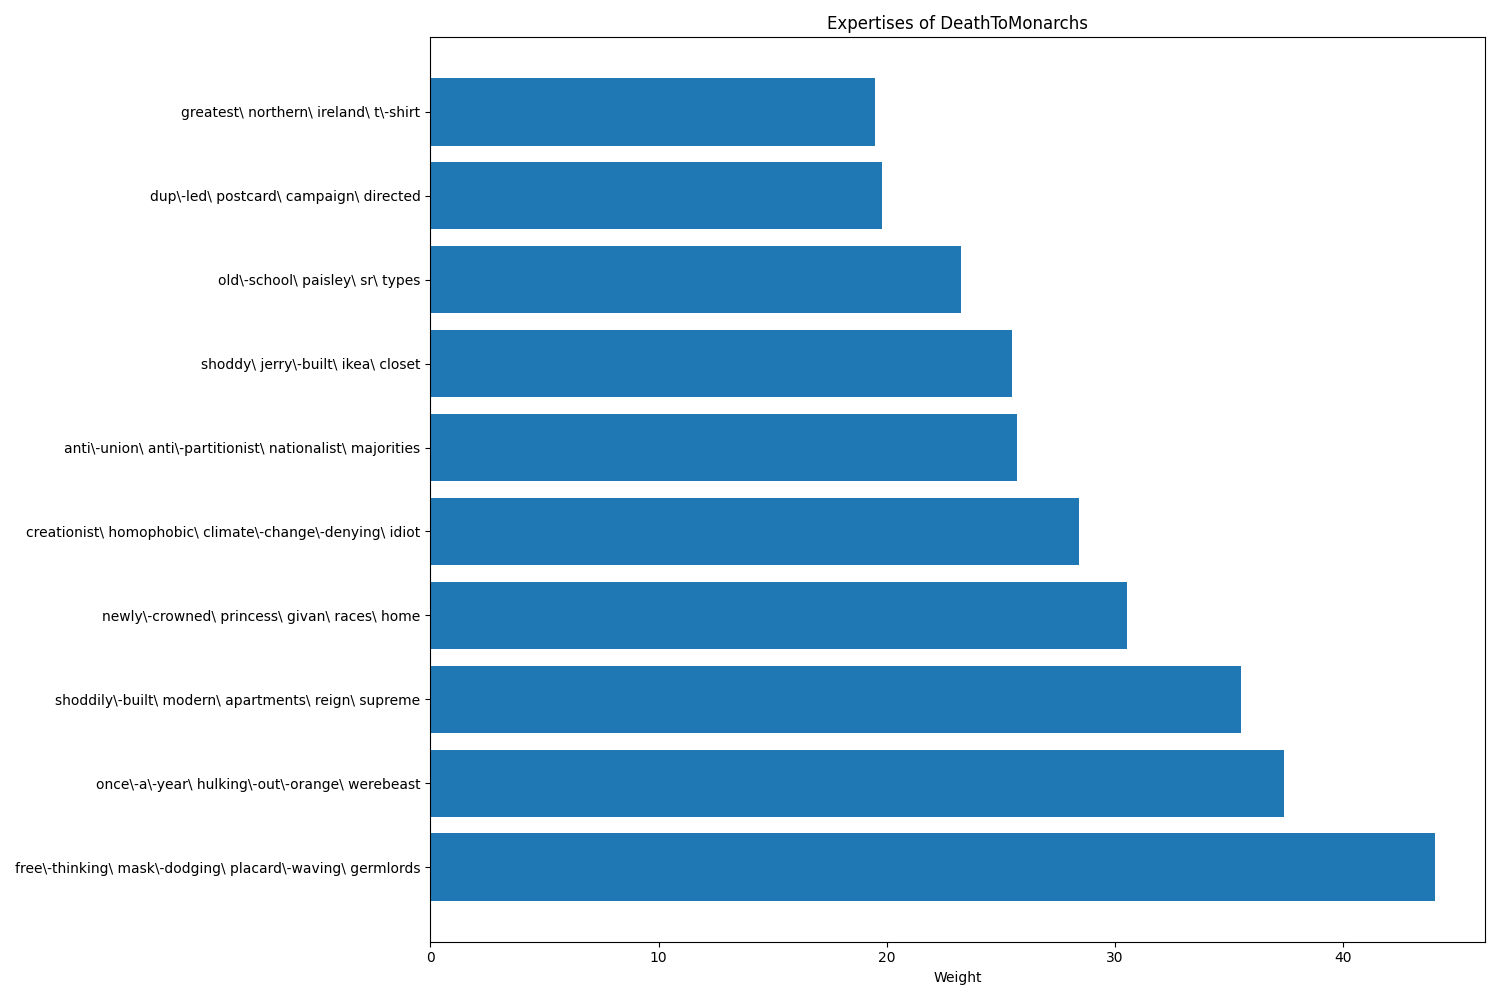 Expertises of DeathToMonarchs
greatest\ northern\ ireland\ t\-shirt
dup\-led\ postcard\ campaign\ directed
old\-school\ paisley\ sr\ types
shoddy\ jerry\-built\ ikea\ closet
anti\-union\ anti\-partitionist\ nationalist\ majorities
creationist\ homophobic\ climate\-change\-denying\ idiot
newly\-crowned\ princess\ givan\ races\ home
shoddily\-built\ modern\ apartments\ reign\ supreme
once\-a\-year\ hulking\-out\-orange\ werebeast
free\-thinking\ mask\-dodging\ placard\-waving\ germlords
0 10 20 30 40
Weight